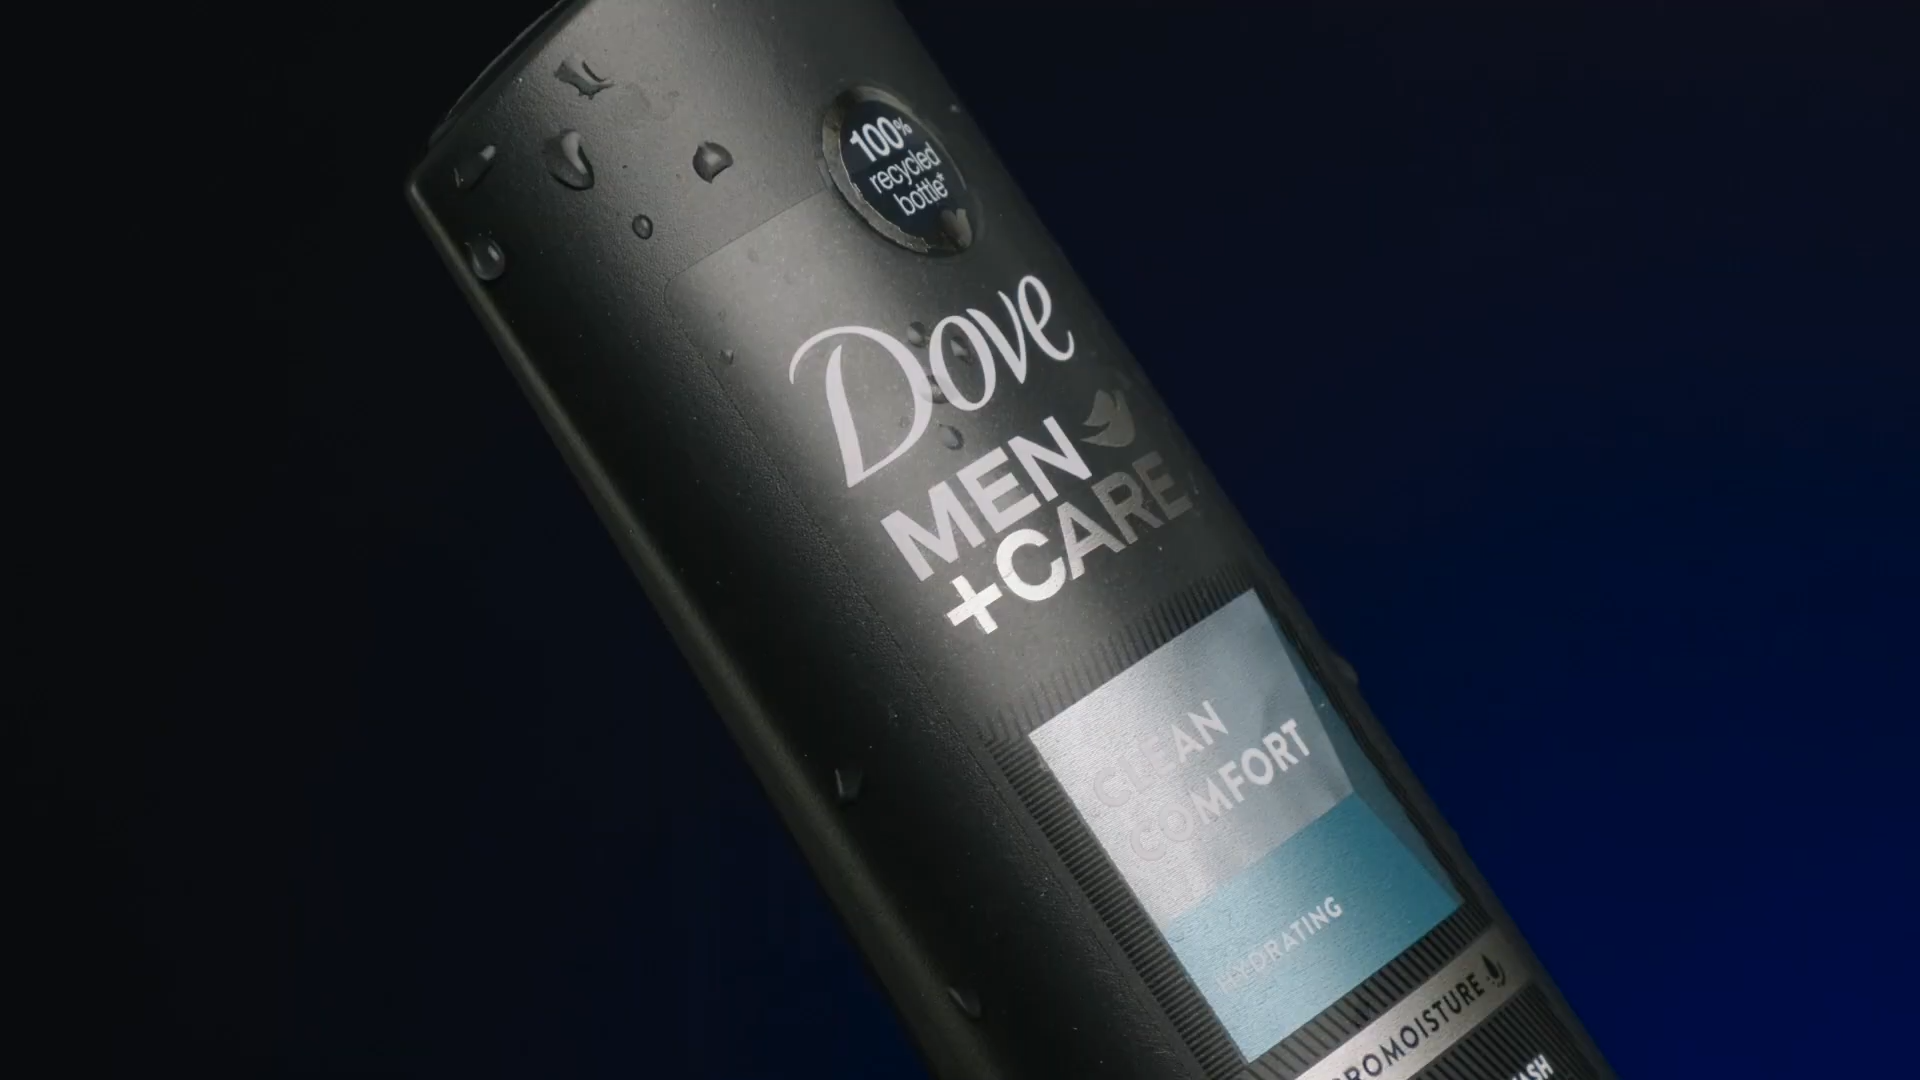 100%
recycled
bottle*
Dove
MEN
+CARE
CLEAN
COMFORT
HYDRATING